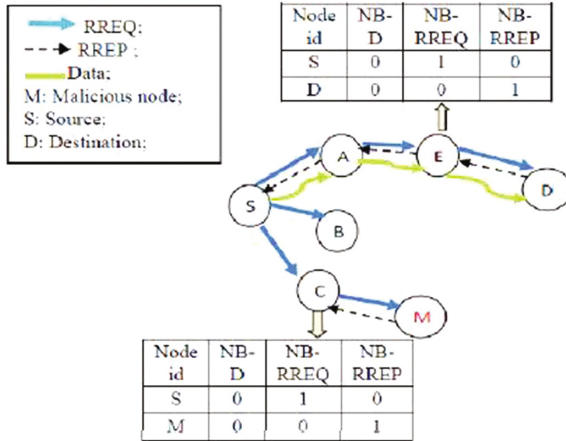 RREQ;
RREP ;
Data;
M: Malicious node;
S: Source;
D: Destination;
Node id NB-D NB-RREQ NB-RREP
S 0 1 0
D 0 0 1
A
E
D
S
B
C
M
Node id NB-D NB-RREQ NB-RREP
S 0 1 0
M 0 0 1